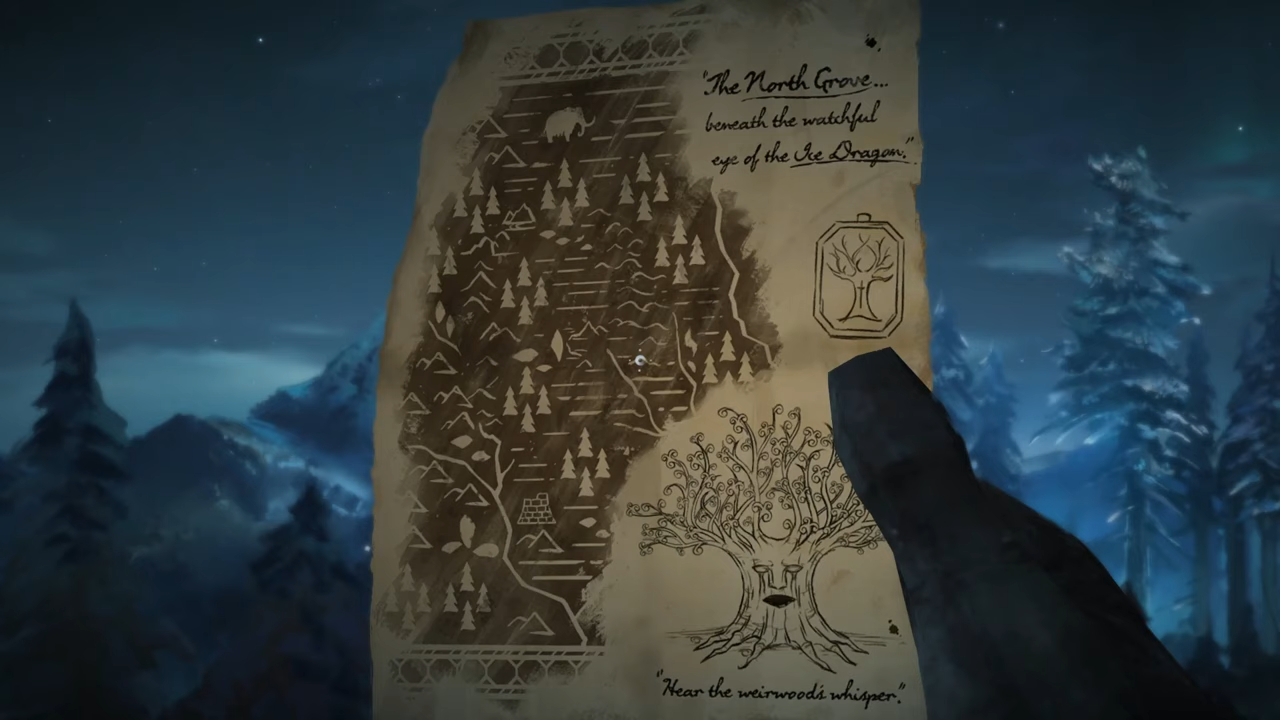 "The North Grove...
beneath the watchful
eye of the Ice Dragon."
"Hear the weirwood's whisper."